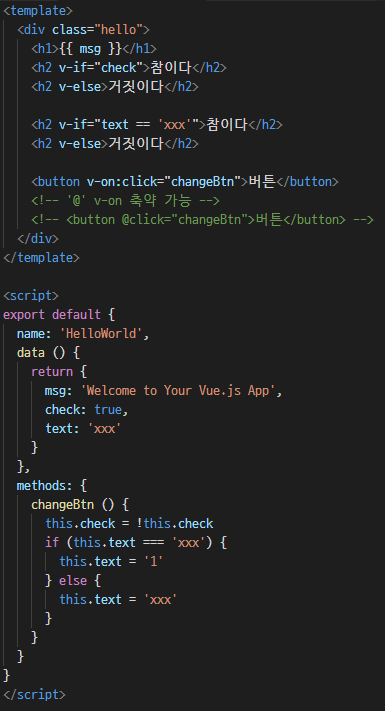 <template>
  <div class="hello">
    <h1>{{ msg }}</h1>
    <h2 v-if="check">참이다</h2>
    <h2 v-else>거짓이다</h2>

    <h2 v-if="text == 'xxx'">참이다</h2>
    <h2 v-else>거짓이다</h2>

    <button v-on:click="changeBtn">버튼</button>
    <!-- '@' v-on 축약 가능 -->
    <!-- <button @click="changeBtn">버튼</button> -->
  </div>
</template>

<script>
export default {
  name: 'HelloWorld',
  data () {
    return {
      msg: 'Welcome to Your Vue.js App',
      check: true,
      text: 'xxx'
    }
  },
  methods: {
    changeBtn () {
      this.check = !this.check
      if (this.text === 'xxx') {
        this.text = '1'
      } else {
        this.text = 'xxx'
      }
    }
  }
}
</script>